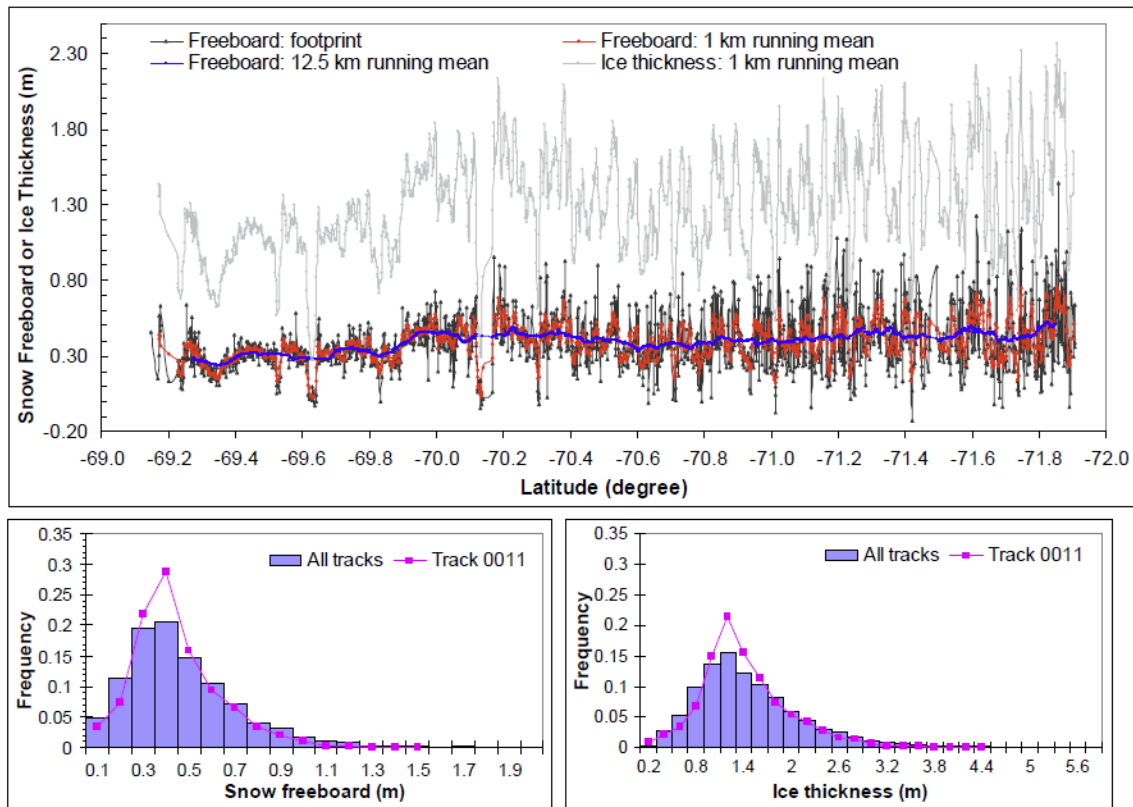 Snow Freeboard or Ice Thickness (m)
2.30
1.80
1.30
0.80
0.30
-0.20
Freeboard: footprint
Freeboard: 1 km running mean
Freeboard: 12.5 km running mean
Ice thickness: 1 km running mean
-69.0 -69.2 -69.4 -69.6 -69.8 -70.0 -70.2 -70.4 -70.6 -70.8 -71.0 -71.2 -71.4 -71.6 -71.8 -72.0
Latitude (degree)
Frequency
0.35
0.3
0.25
0.2
0.15
0.1
0.05
0
All tracks Track 0011
0.1 0.3 0.5 0.7 0.9 1.1 1.3 1.5 1.7 1.9
Snow freeboard (m)
Frequency
0.35
0.3
0.25
0.2
0.15
0.1
0.05
0
All tracks Track 0011
0.2 0.8 1.4 2 2.6 3.2 3.8 4.4 5 5.6
Ice thickness (m)